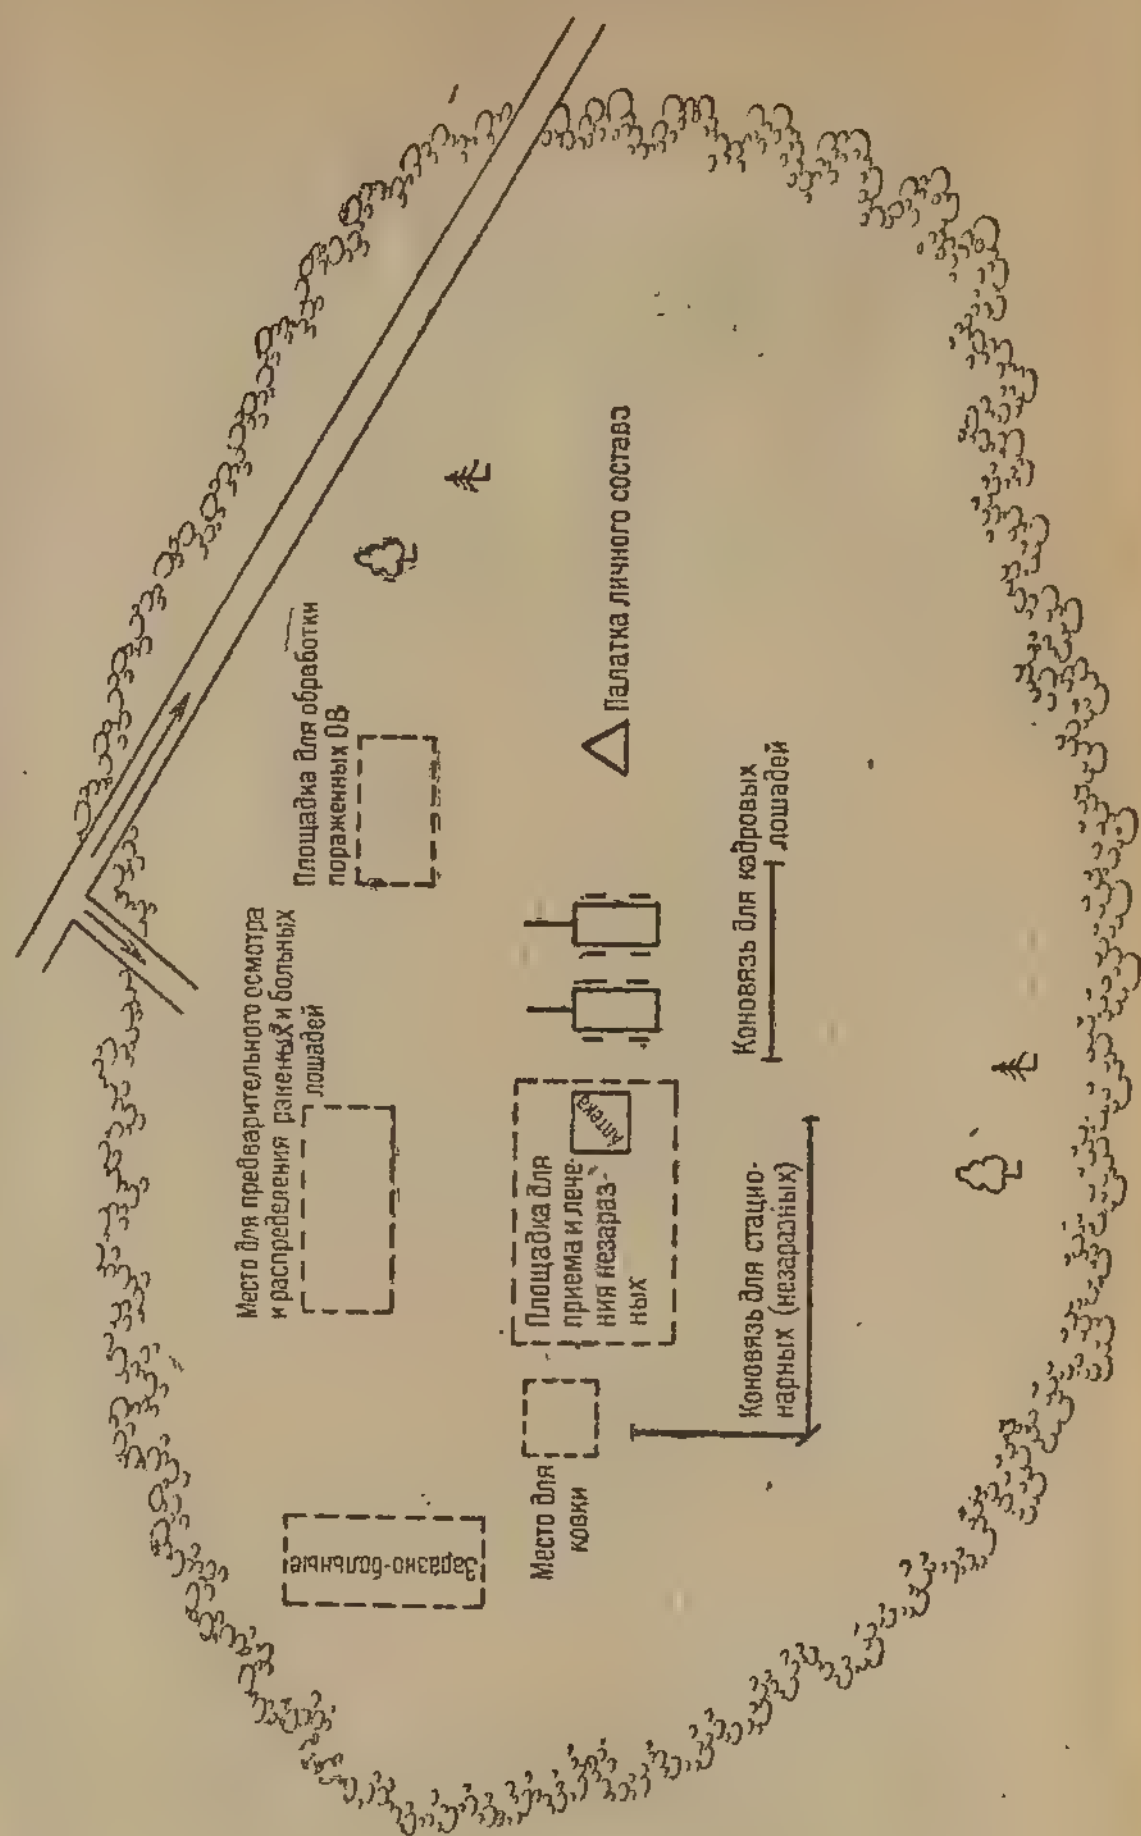 Место для предварительного осмотра
и распределения раненых и больных
лошадей
Площадка для обработки
пораженных ОВ
Заразно-больные
Место для
ковки
Площадка для
приема и лече-
ния незараз-
ных
Аптека
Палатка личного состава
Коновязь для стацио-
нарных (незаразных)
Коновязь для кадровых
лошадей